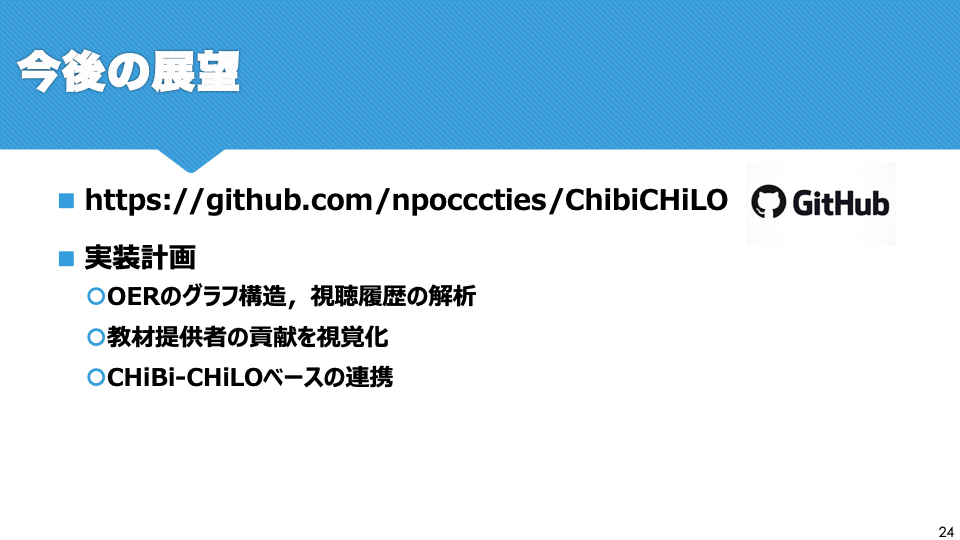 今後の展望
https://github.com/npocccties/ChibiCHiLO
GitHub
実装計画
OERのグラフ構造，視聴履歴の解析
教材提供者の貢献を視覚化
CHiBi-CHiLOベースの連携
24